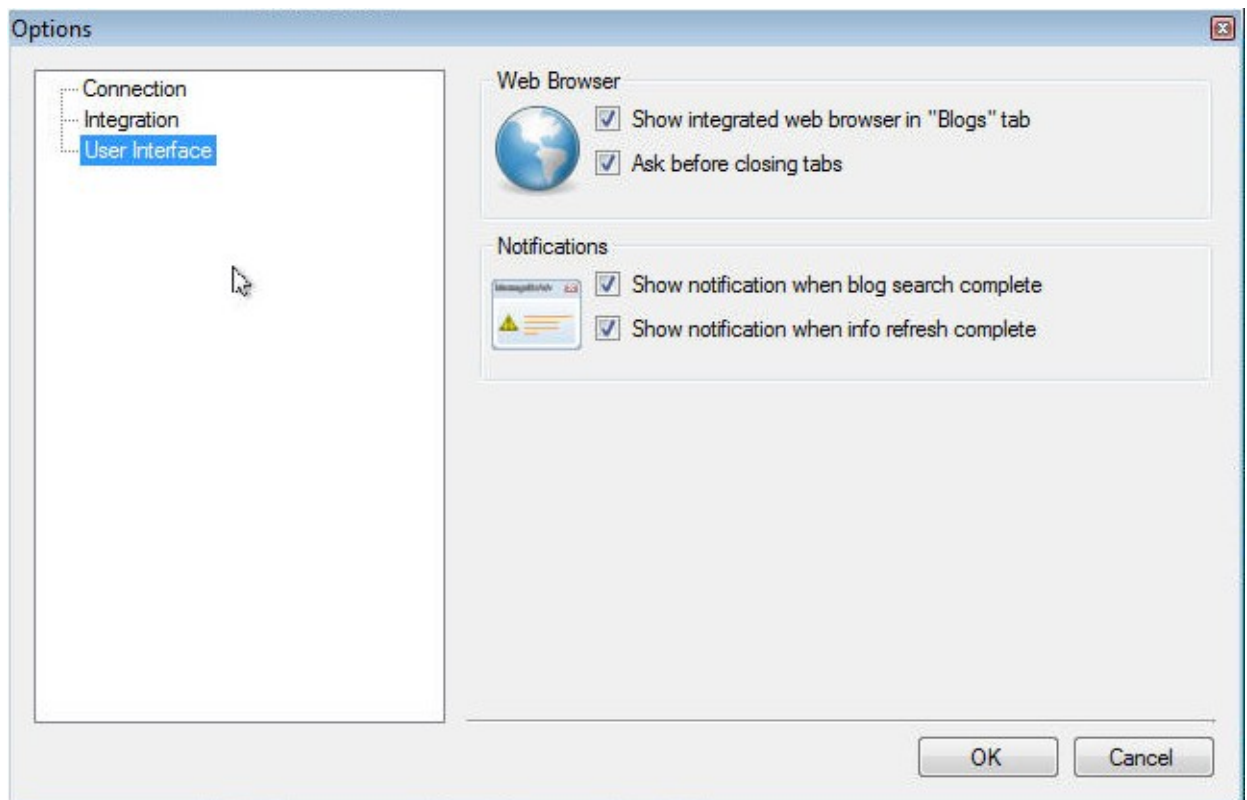 Options
Connection
Integration
User Interface
Web Browser
Show integrated web browser in "Blogs" tab
Ask before closing tabs
Notifications
Show notification when blog search complete
Show notification when info refresh complete
OK
Cancel